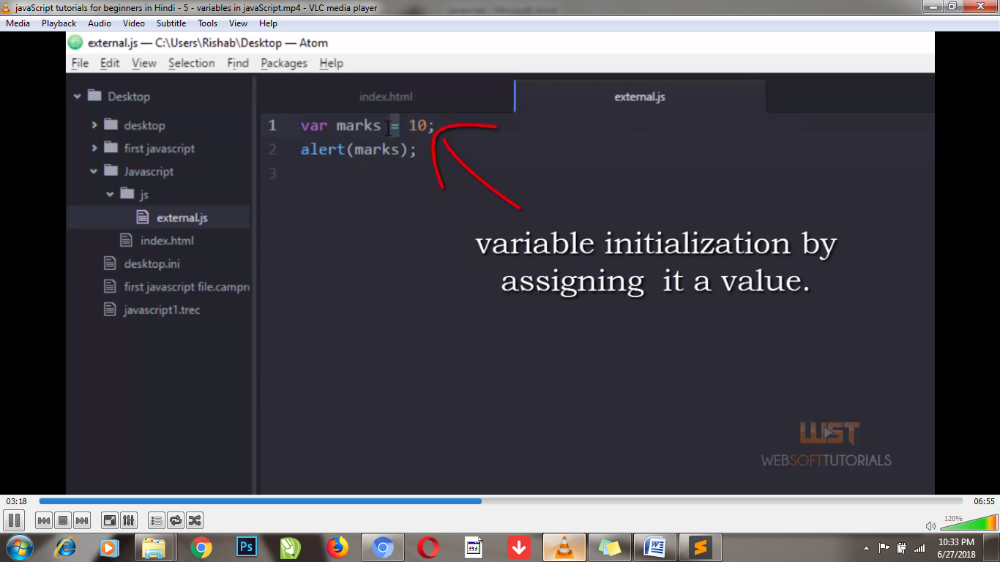 javaScript tutorials for beginners in Hindi - 5 - variables in javaScript.mp4 - VLC media player
Media Playback Audio Video Subtitle Tools View Help
external.js — C:\Users\Rishab\Desktop — Atom
File Edit View Selection Find Packages Help
Desktop
desktop
first javascript
Javascript
js
external.js
index.html
desktop.ini
first javascript file.campre
javascript1.trec
index.html external.js
1 var marks = 10;
2 alert(marks);
3
variable initialization by
assigning it a value.
WST
WEBSOFTTUTORIALS
03:18 06:55
120%
Ps
10:33 PM
6/27/2018